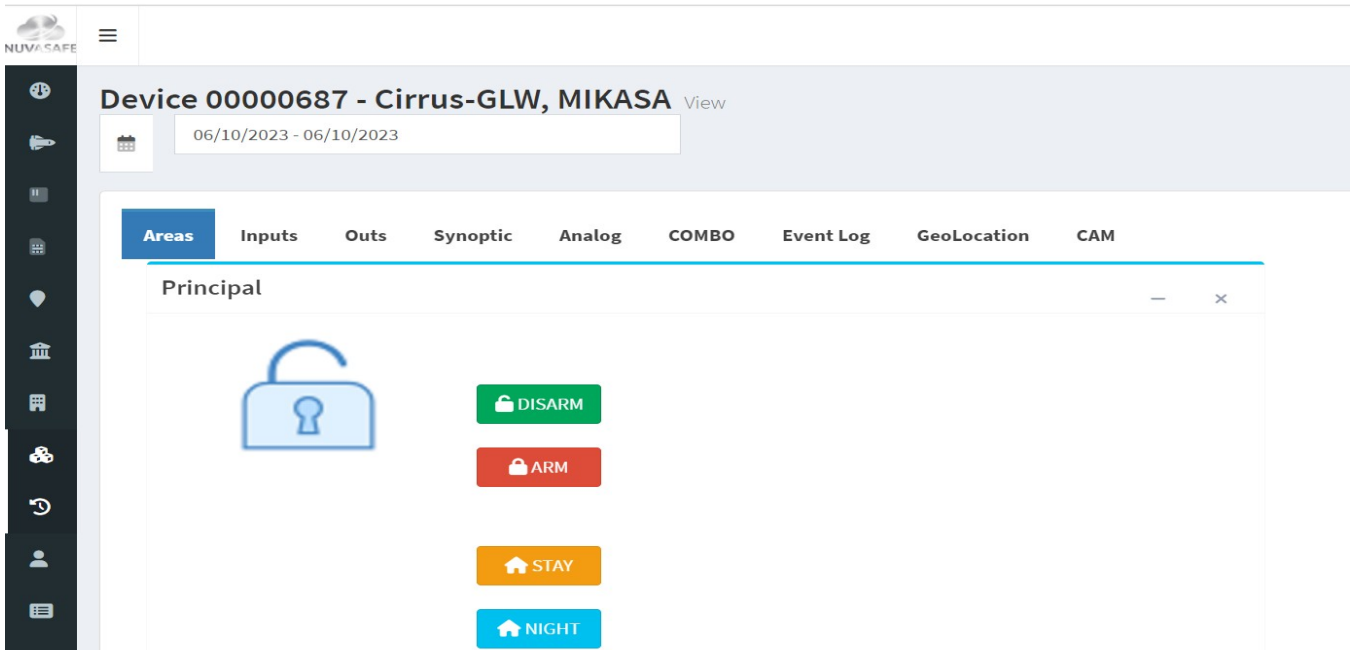 NUVASAFE
Device 00000687 - Cirrus-GLW, MIKASA View
06/10/2023 - 06/10/2023
Areas Inputs Outs Synoptic Analog COMBO Event Log GeoLocation CAM
Principal
DISARM
ARM
STAY
NIGHT